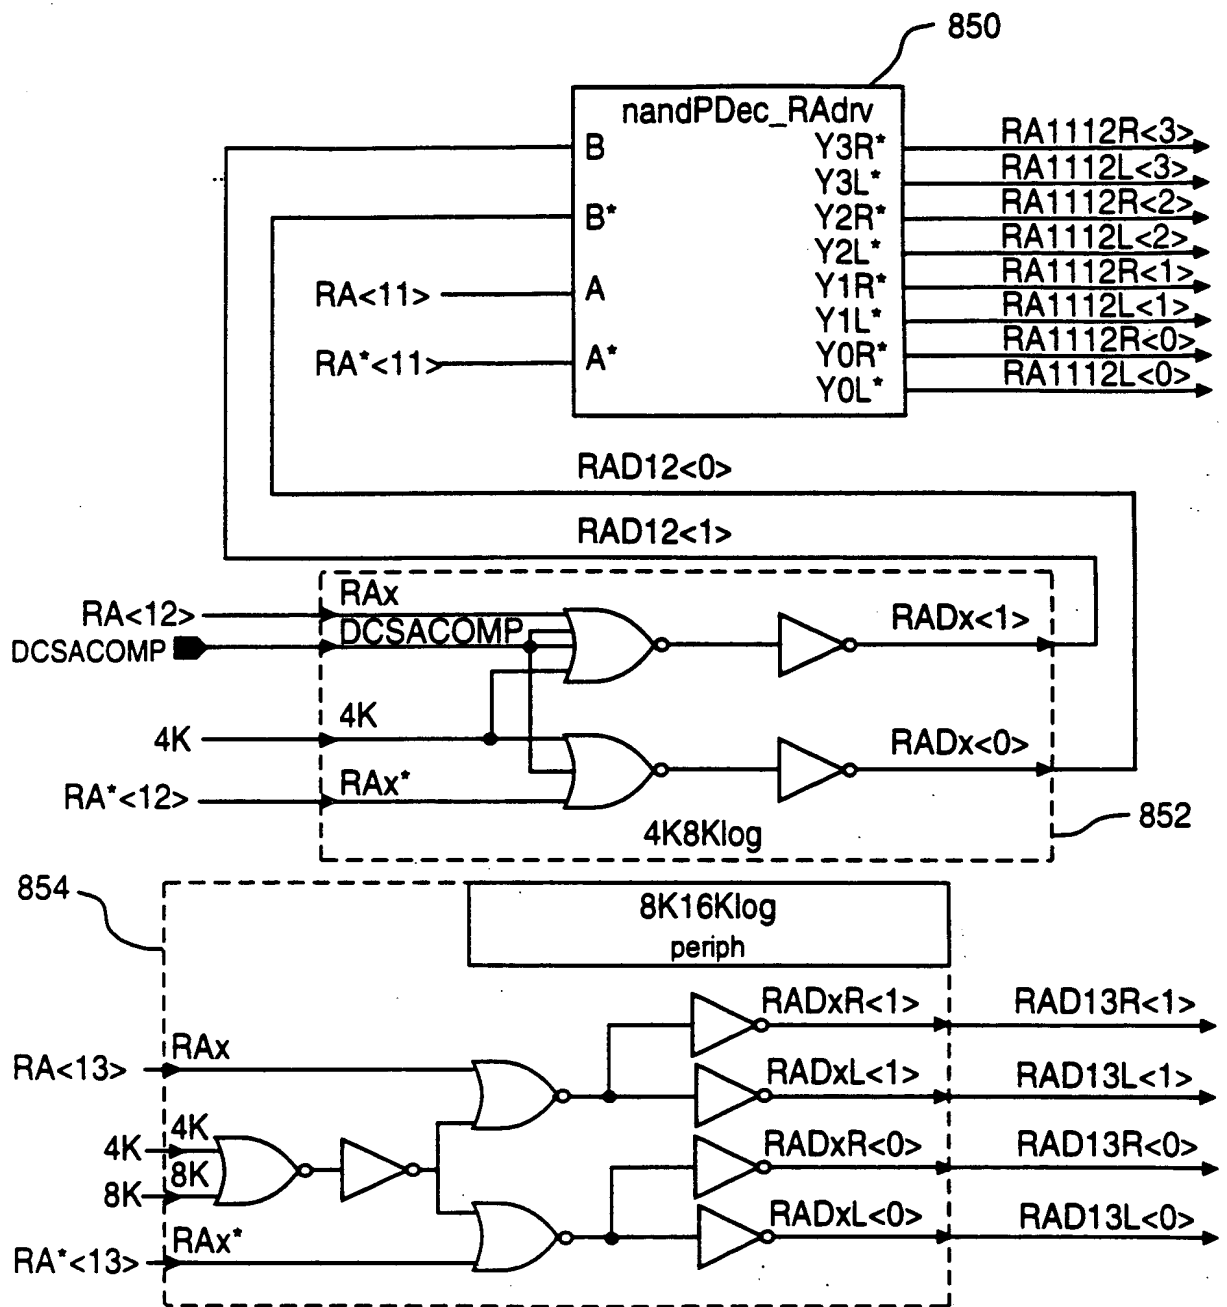 850
nandPDec_RAdrv
B
Y3R*
RA1112R<3>
Y3L*
RA1112L<3>
B*
Y2R*
RA1112R<2>
Y2L*
RA1112L<2>
RA<11>
A
Y1R*
RA1112R<1>
Y1L*
RA1112L<1>
RA*<11>
A*
Y0R*
RA1112R<0>
Y0L*
RA1112L<0>
RAD12<0>
RAD12<1>
RA<12>
RAx
RADx<1>
DCSACOMP
DCSACOMP
4K
4K
RADx<0>
RA*<12>
RAx*
4K8Klog
852
854
8K16Klog
periph
RADxR<1>
RAD13R<1>
RA<13>
RAx
RADxL<1>
RAD13L<1>
4K
4K
RADxR<0>
RAD13R<0>
8K
8K
RADxL<0>
RAD13L<0>
RA*<13>
RAx*